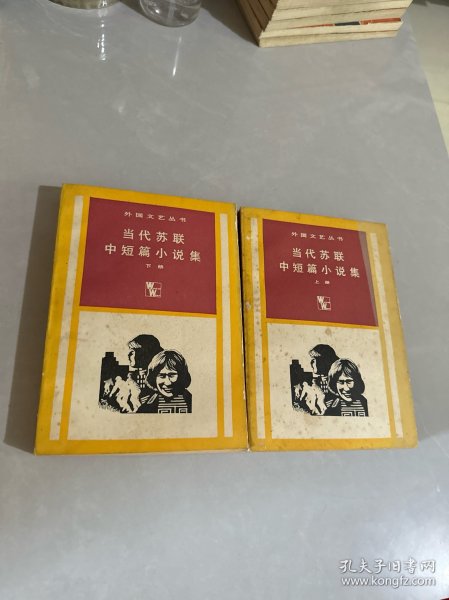 外国文艺丛书
当代苏联
中短篇小说集
下册
外国文艺丛书
当代苏联
中短篇小说集
上册
孔夫子旧书网
www.kongfz.com